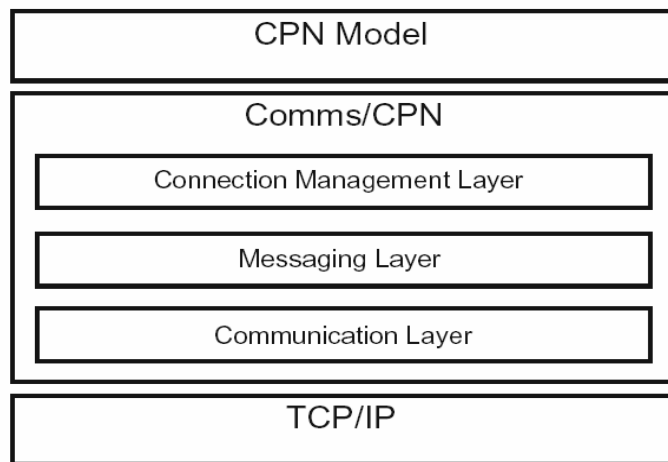 CPN Model
Comms/CPN
Connection Management Layer
Messaging Layer
Communication Layer
TCP/IP